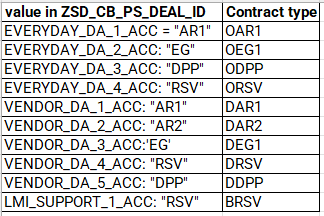 value in ZSD_CB_PS_DEAL_ID Contract type
EVERYDAY_DA_1_ACC = "AR1" OAR1
EVERYDAY_DA_2_ACC: "EG" OEG1
EVERYDAY_DA_3_ACC: "DPP" ODPP
EVERYDAY_DA_4_ACC: "RSV" ORSV
VENDOR_DA_1_ACC: "AR1" DAR1
VENDOR_DA_2_ACC: "AR2" DAR2
VENDOR_DA_3_ACC:'EG' DEG1
VENDOR_DA_4_ACC: "RSV" DRSV
VENDOR_DA_5_ACC: "DPP" DDPP
LMI_SUPPORT_1_ACC: "RSV" BRSV